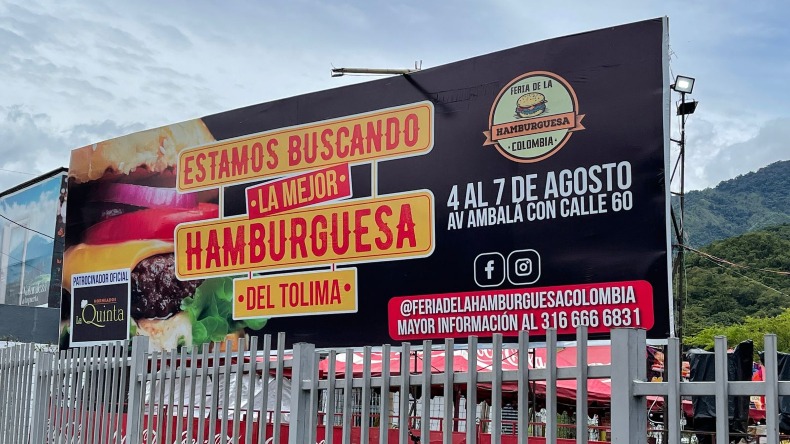 ESTAMOS BUSCANDO
LA MEJOR
HAMBURGUESA
DEL TOLIMA
FERIA DE LA
HAMBURGUESA
COLOMBIA
4 AL 7 DE AGOSTO
AV AMBALÁ CON CALLE 60
@FERIADELAHAMBURGUESACOLOMBIA
MAYOR INFORMACIÓN AL 316 666 6831
PATROCINADOR OFICIAL
La Quinta